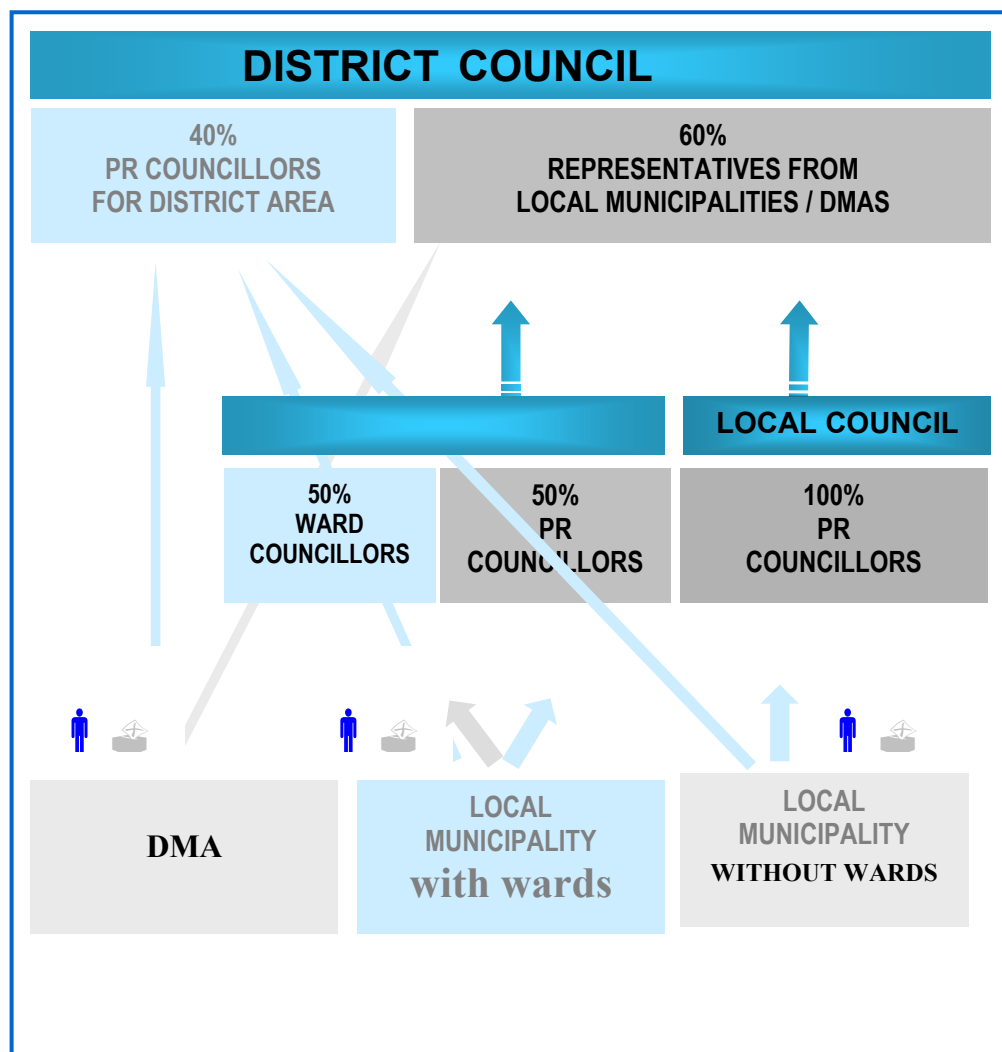 DISTRICT COUNCIL
40%
PR COUNCILLORS
FOR DISTRICT AREA
60%
REPRESENTATIVES FROM
LOCAL MUNICIPALITIES / DMAS
LOCAL COUNCIL
50%
WARD
COUNCILLORS
50%
PR
COUNCILLORS
100%
PR
COUNCILLORS
DMA
LOCAL
MUNICIPALITY
with wards
LOCAL
MUNICIPALITY
WITHOUT WARDS